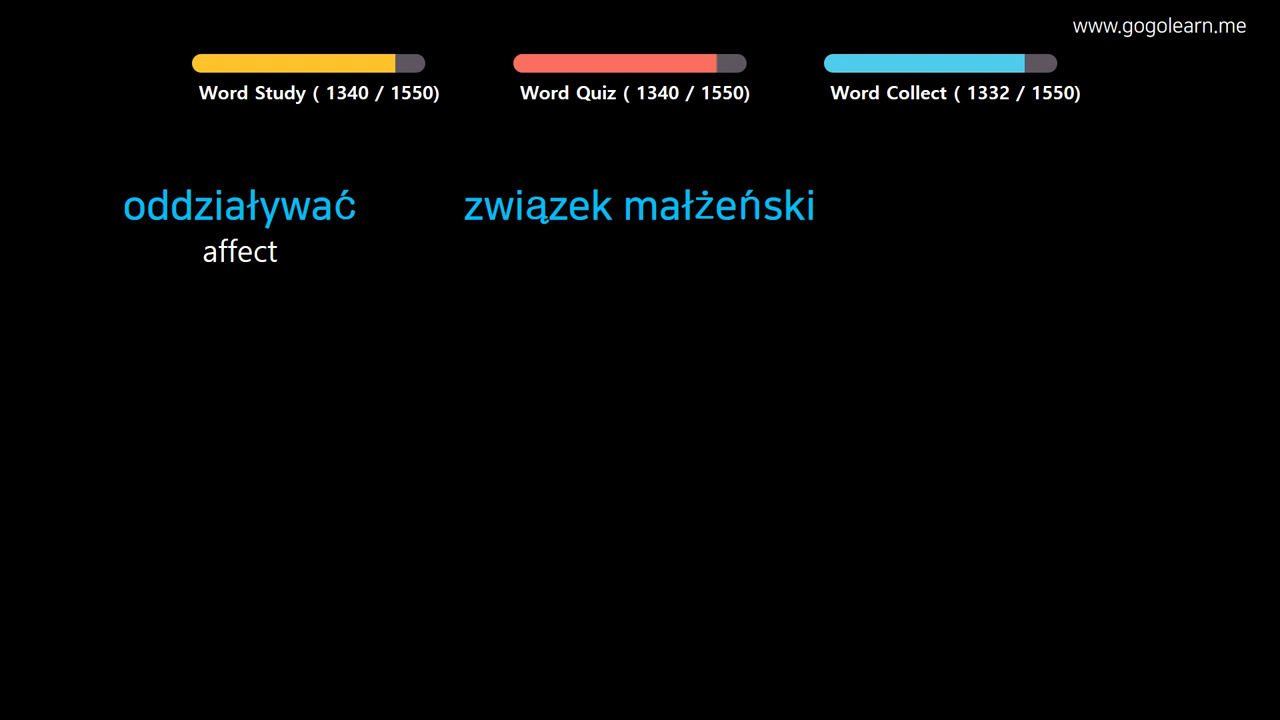 www.gogolearn.me
Word Study ( 1340 / 1550)
Word Quiz ( 1340 / 1550)
Word Collect ( 1332 / 1550)
oddziaływać
affect
związek małżeński